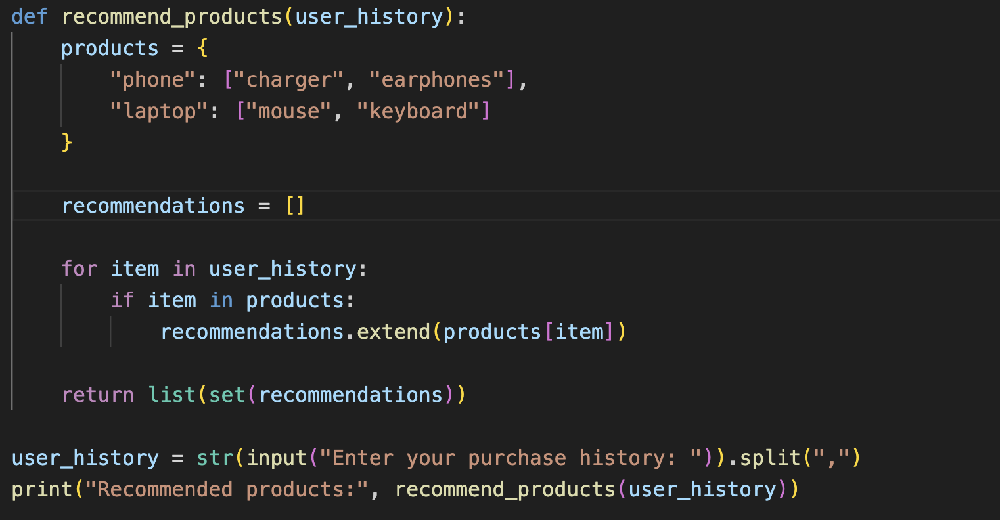 def recommend_products(user_history):
    products = {
        "phone": ["charger", "earphones"],
        "laptop": ["mouse", "keyboard"]
    }
    recommendations = []
    for item in user_history:
        if item in products:
            recommendations.extend(products[item])
    return list(set(recommendations))
user_history = str(input("Enter your purchase history: ")).split(",")
print("Recommended products:", recommend_products(user_history))